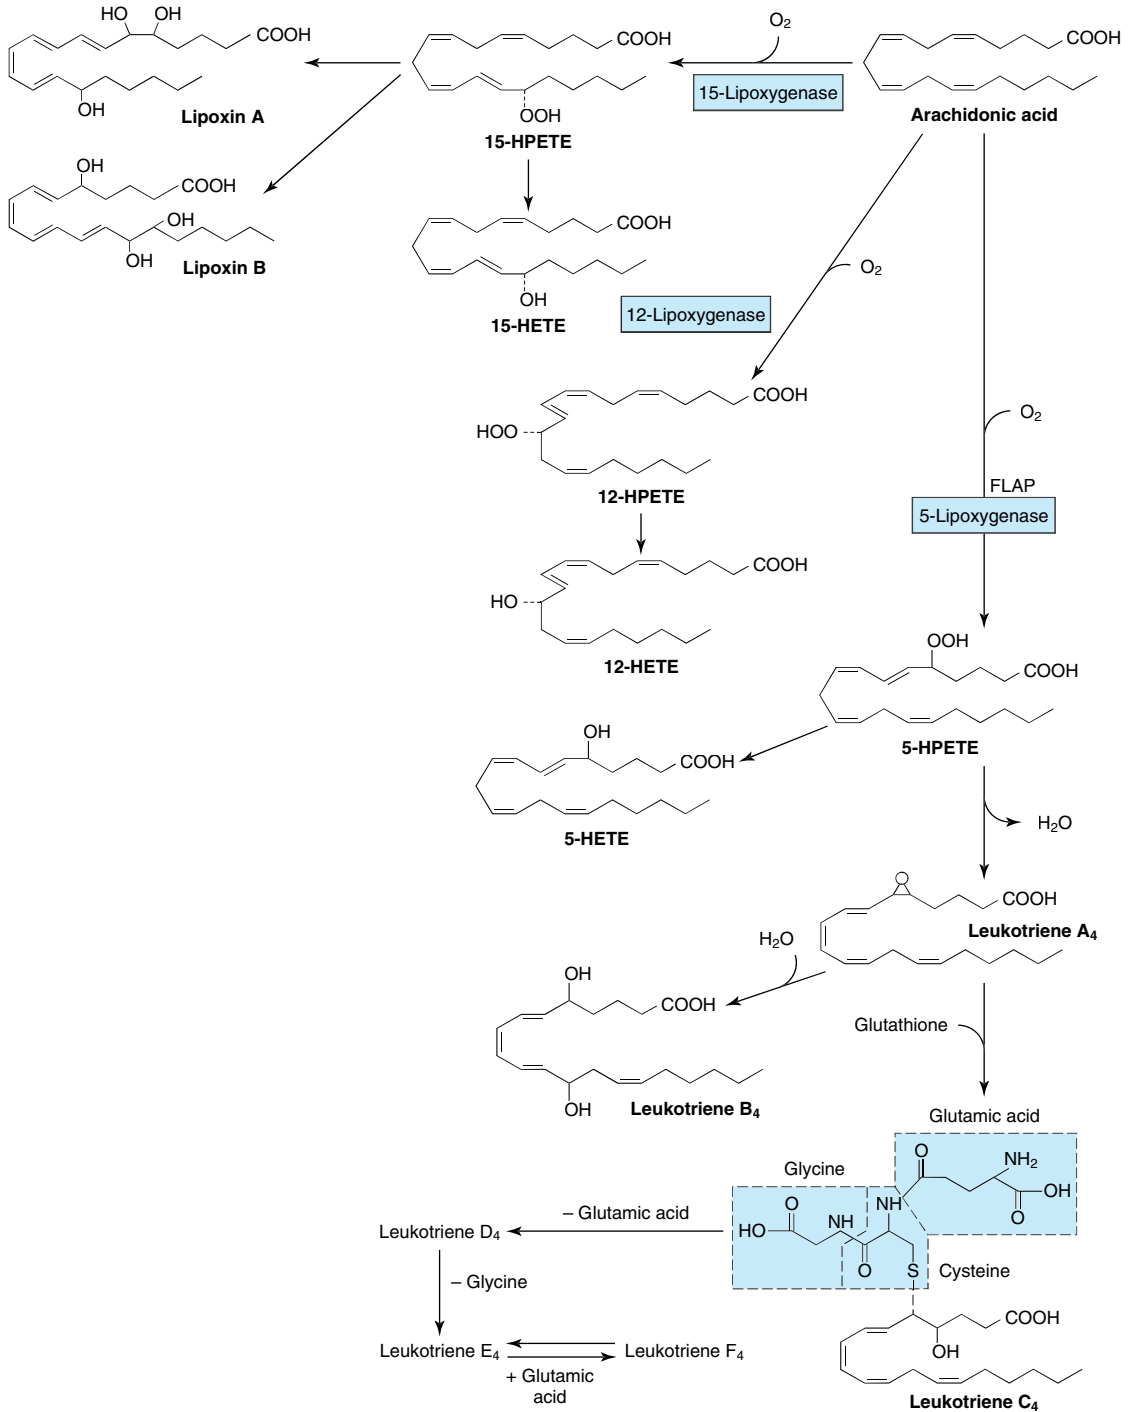 HO OH
COOH
OH
Lipoxin A
COOH
OOH
15-HPETE
O2
15-Lipoxygenase
COOH
Arachidonic acid
OH
COOH
OH
OH
Lipoxin B
COOH
OH
15-HETE
O2
12-Lipoxygenase
COOH
HOO
12-HPETE
O2
FLAP
5-Lipoxygenase
COOH
HO
12-HETE
OOH
COOH
5-HPETE
OH
COOH
5-HETE
H2O
COOH
Leukotriene A4
H2O
OH
COOH
OH
Leukotriene B4
Glutathione
Glutamic acid
O
NH2
OH
O
Glycine
O
HO
NH
NH
O
S
Cysteine
– Glutamic acid
Leukotriene D4
– Glycine
Leukotriene E4
Leukotriene F4
+ Glutamic
acid
COOH
OH
Leukotriene C4